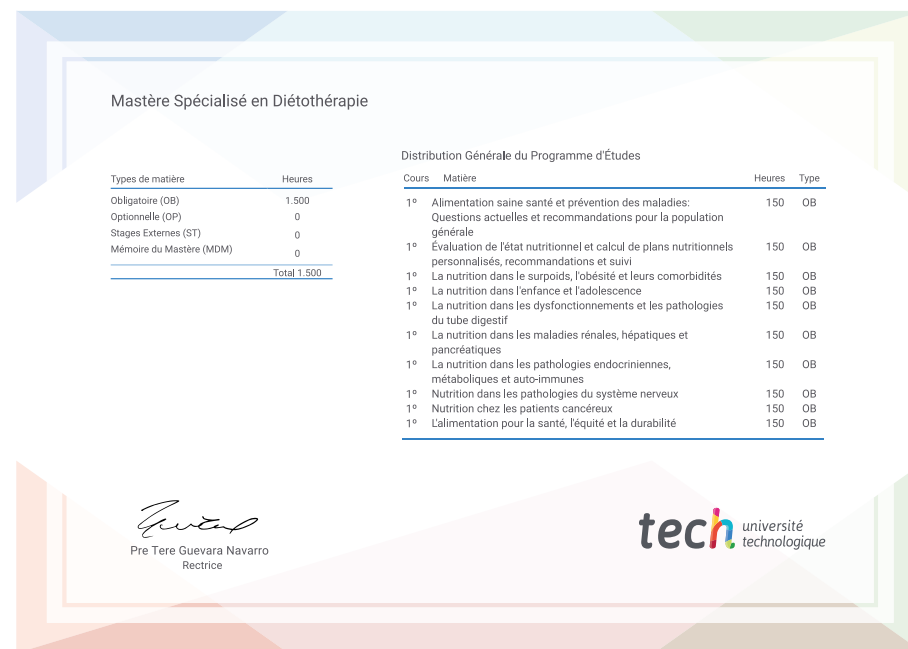 Mastère Spécialisé en Diétothérapie
Types de matière Heures
Obligatoire (OB) 1.500
Optionnelle (OP) 0
Stages Externes (ST) 0
Mémoire du Mastère (MDM) 0
Total 1.500
Distribution Générale du Programme d'Études
Cours Matière Heures Type
1º Alimentation saine santé et prévention des maladies: 150 OB
Questions actuelles et recommandations pour la population
générale
1º Évaluation de l'état nutritionnel et calcul de plans nutritionnels 150 OB
personnalisés, recommandations et suivi
1º La nutrition dans le surpoids, l'obésité et leurs comorbidités 150 OB
1º La nutrition dans l'enfance et l'adolescence 150 OB
1º La nutrition dans les dysfonctionnements et les pathologies 150 OB
du tube digestif
1º La nutrition dans les maladies rénales, hépatiques et 150 OB
pancréatiques
1º La nutrition dans les pathologies endocriniennes, 150 OB
métaboliques et auto-immunes
1º Nutrition dans les pathologies du système nerveux 150 OB
1º Nutrition chez les patients cancéreux 150 OB
1º L'alimentation pour la santé, l'équité et la durabilité 150 OB
Pre Tere Guevara Navarro
Rectrice
tech université
technologique